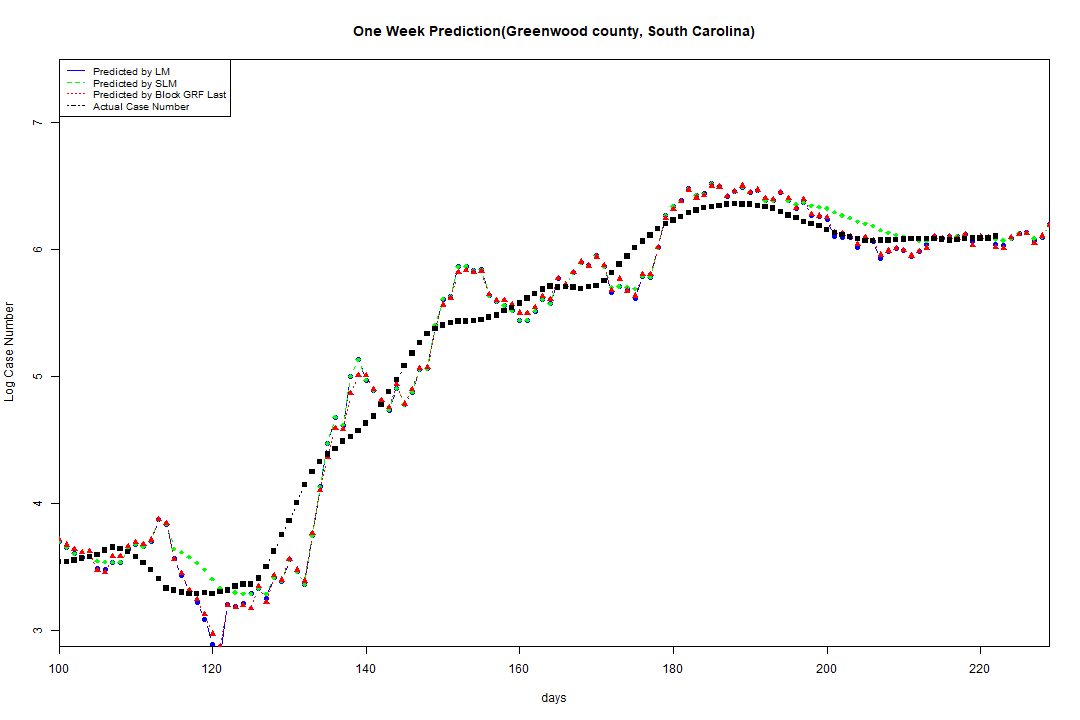 One Week Prediction(Greenwood county, South Carolina)
Predicted by LM
Predicted by SLM
Predicted by Block GRF Last
Actual Case Number
7
6
5
4
3
Log Case Number
100 120 140 160 180 200 220
days